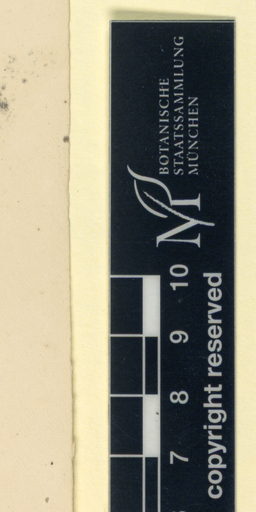 BOTANISCHE
STAATSSAMMLUNG
MÜNCHEN
copyright reserved
10
9
8
7